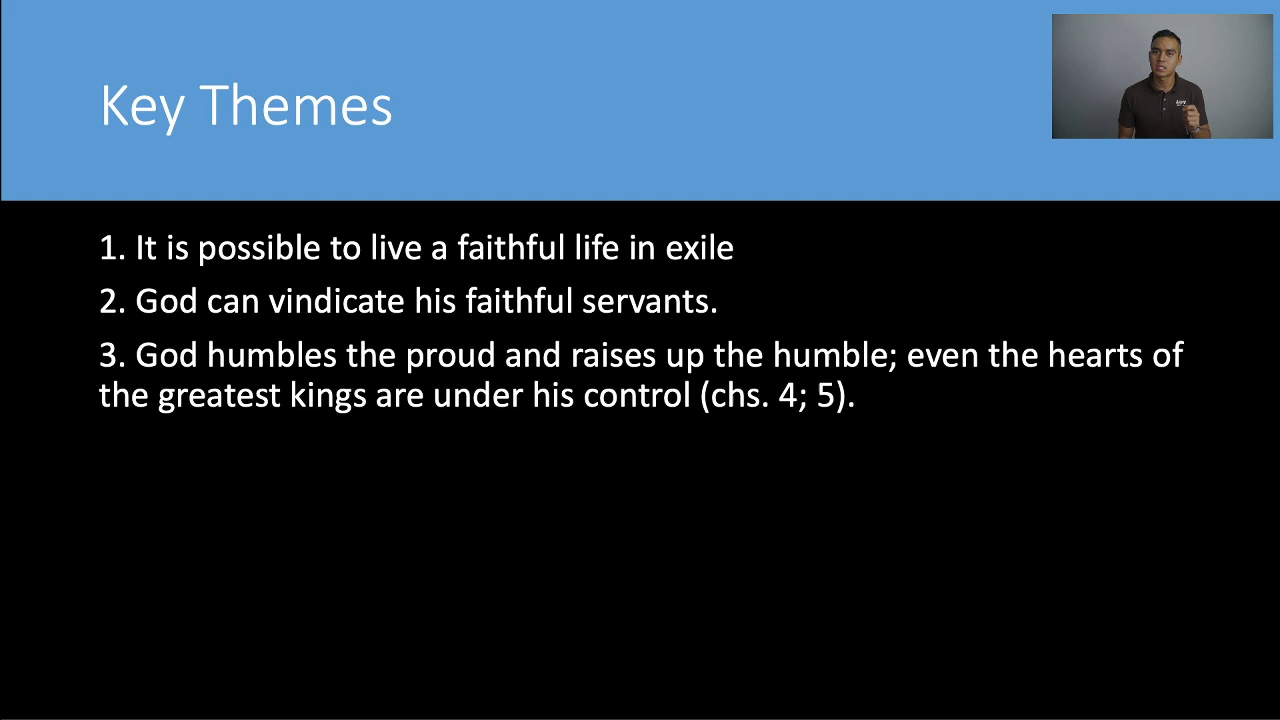 Key Themes
1. It is possible to live a faithful life in exile
2. God can vindicate his faithful servants.
3. God humbles the proud and raises up the humble; even the hearts of
the greatest kings are under his control (chs. 4; 5).